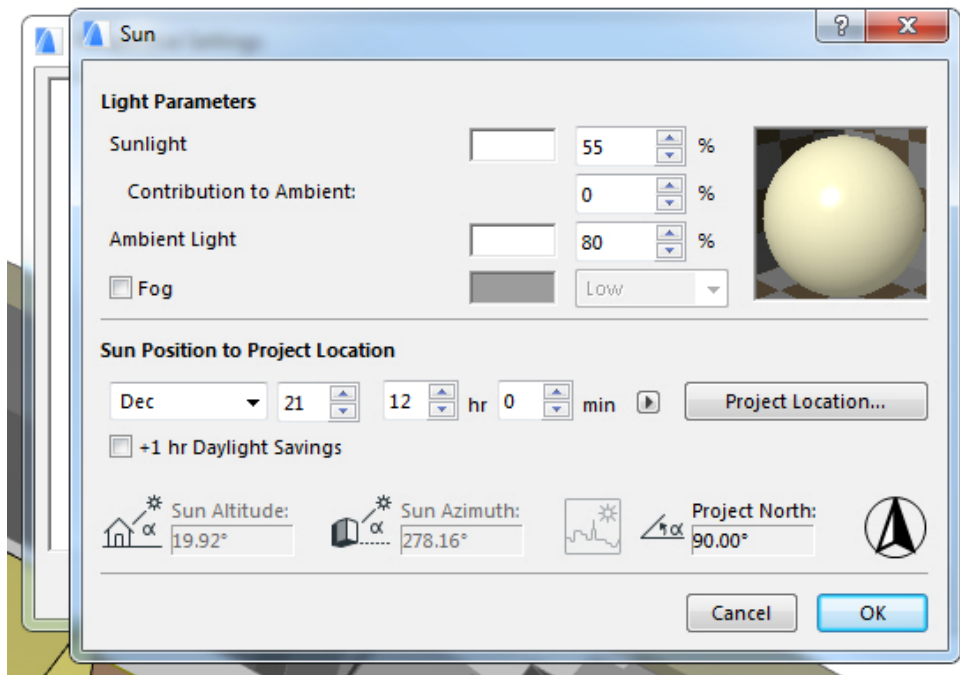 Sun
Light Parameters
Sunlight 55 %
Contribution to Ambient: 0 %
Ambient Light 80 %
Fog Low
Sun Position to Project Location
Dec 21 12 hr 0 min Project Location...
+1 hr Daylight Savings
Sun Altitude: Sun Azimuth: Project North:
α 19.92° α 278.16° α 90.00°
Cancel OK